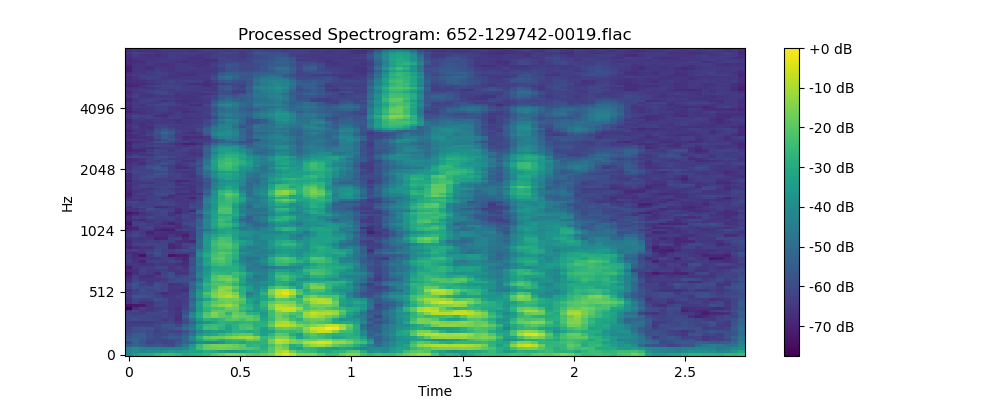 Processed Spectrogram: 652-129742-0019.flac
+0 dB
-10 dB
-20 dB
-30 dB
-40 dB
-50 dB
-60 dB
-70 dB
4096
2048
1024
512
0
Hz
0
0.5
1
1.5
2
2.5
Time